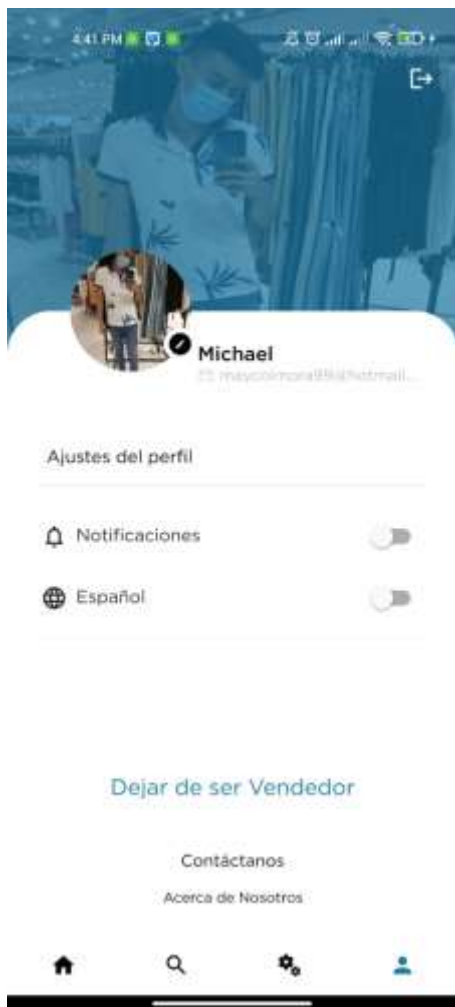 4:41 PM
Michael
Ajustes del perfil
Notificaciones
Español
Dejar de ser Vendedor
Contáctanos
Acerca de Nosotros